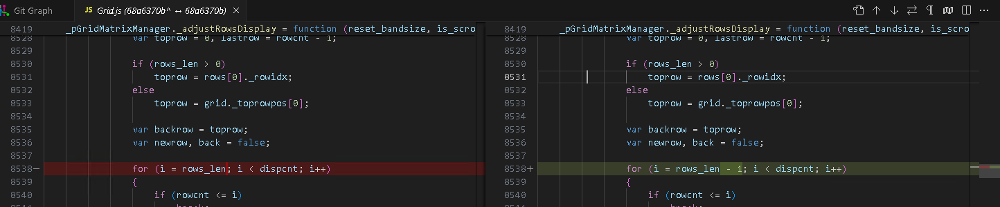 Git Graph
JS Grid.js (68a6370b^ ↔ 68a6370b)
8419 _pGridMatrixManager._adjustRowsDisplay = function (reset_bandsize, is_scro
8528 var toprow = 0, lastrow = rowcnt - 1;
8529
8530 if (rows_len > 0)
8531 toprow = rows[0]._rowidx;
8532 else
8533 toprow = grid._toprowpos[0];
8534
8535 var backrow = toprow;
8536 var newrow, back = false;
8537
8538— for (i = rows_len; i < dispcnt; i++)
8539 {
8540 if (rowcnt <= i)
8419 _pGridMatrixManager._adjustRowsDisplay = function (reset_bandsize, is_scro
8528 var toprow = 0, lastrow = rowcnt - 1;
8529
8530 if (rows_len > 0)
8531 toprow = rows[0]._rowidx;
8532 else
8533 toprow = grid._toprowpos[0];
8534
8535 var backrow = toprow;
8536 var newrow, back = false;
8537
8538+ for (i = rows_len - 1; i < dispcnt; i++)
8539 {
8540 if (rowcnt <= i)